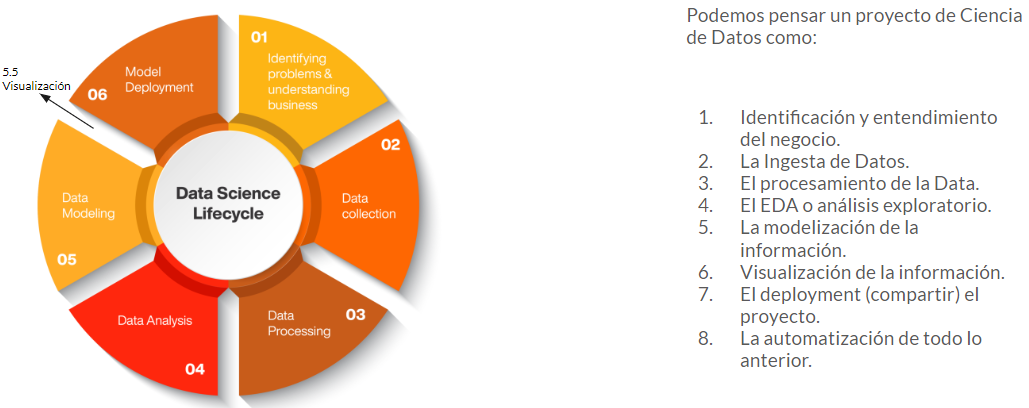 01
Identifying
problems &
understanding
business
02
Data
collection
03
Data
Processing
04
Data Analysis
05
Data
Modeling
5.5
Visualización
06
Model
Deployment
Data Science
Lifecycle
Podemos pensar un proyecto de Ciencia
de Datos como:
1. Identificación y entendimiento
del negocio.
2. La Ingesta de Datos.
3. El procesamiento de la Data.
4. El EDA o análisis exploratorio.
5. La modelización de la
información.
6. Visualización de la información.
7. El deployment (compartir) el
proyecto.
8. La automatización de todo lo
anterior.